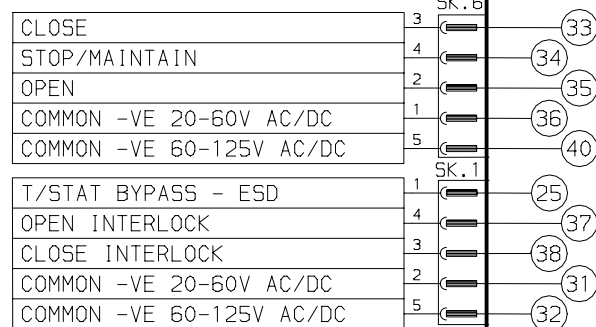 SK.6
CLOSE 3 33
STOP/MAINTAIN 4 34
OPEN 2 35
COMMON -VE 20-60V AC/DC 1 36
COMMON -VE 60-125V AC/DC 5 40
SK.1
T/STAT BYPASS - ESD 1 25
OPEN INTERLOCK 4 37
CLOSE INTERLOCK 3 38
COMMON -VE 20-60V AC/DC 2 31
COMMON -VE 60-125V AC/DC 5 32